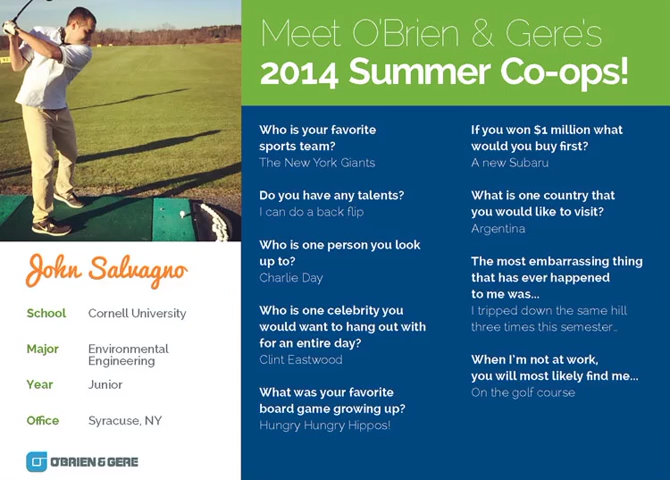 Meet O'Brien & Gere's
2014 Summer Co-ops!
Who is your favorite
sports team?
The New York Giants
Do you have any talents?
I can do a back flip
Who is one person you look
up to?
Charlie Day
Who is one celebrity you
would want to hang out with
for an entire day?
Clint Eastwood
What was your favorite
board game growing up?
Hungry Hungry Hippos!
If you won $1 million what
would you buy first?
A new Subaru
What is one country that
you would like to visit?
Argentina
The most embarrassing thing
that has ever happened
to me was...
I tripped down the same hill
three times this semester...
When I'm not at work,
you will most likely find me...
On the golf course
John Salvagno
School Cornell University
Major Environmental
Engineering
Year Junior
Office Syracuse, NY
O'BRIEN & GERE